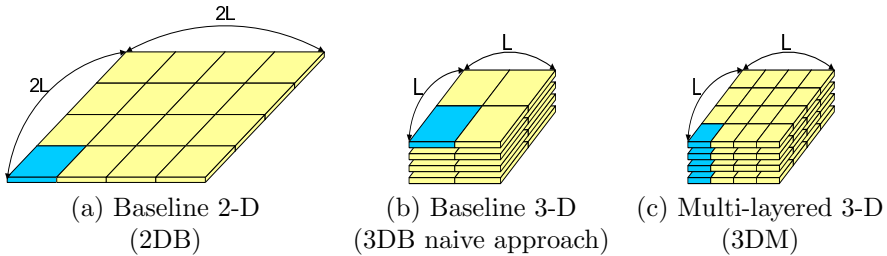 2L
2L
L
L
L
L
(a) Baseline 2-D
(2DB)
(b) Baseline 3-D
(3DB naive approach)
(c) Multi-layered 3-D
(3DM)